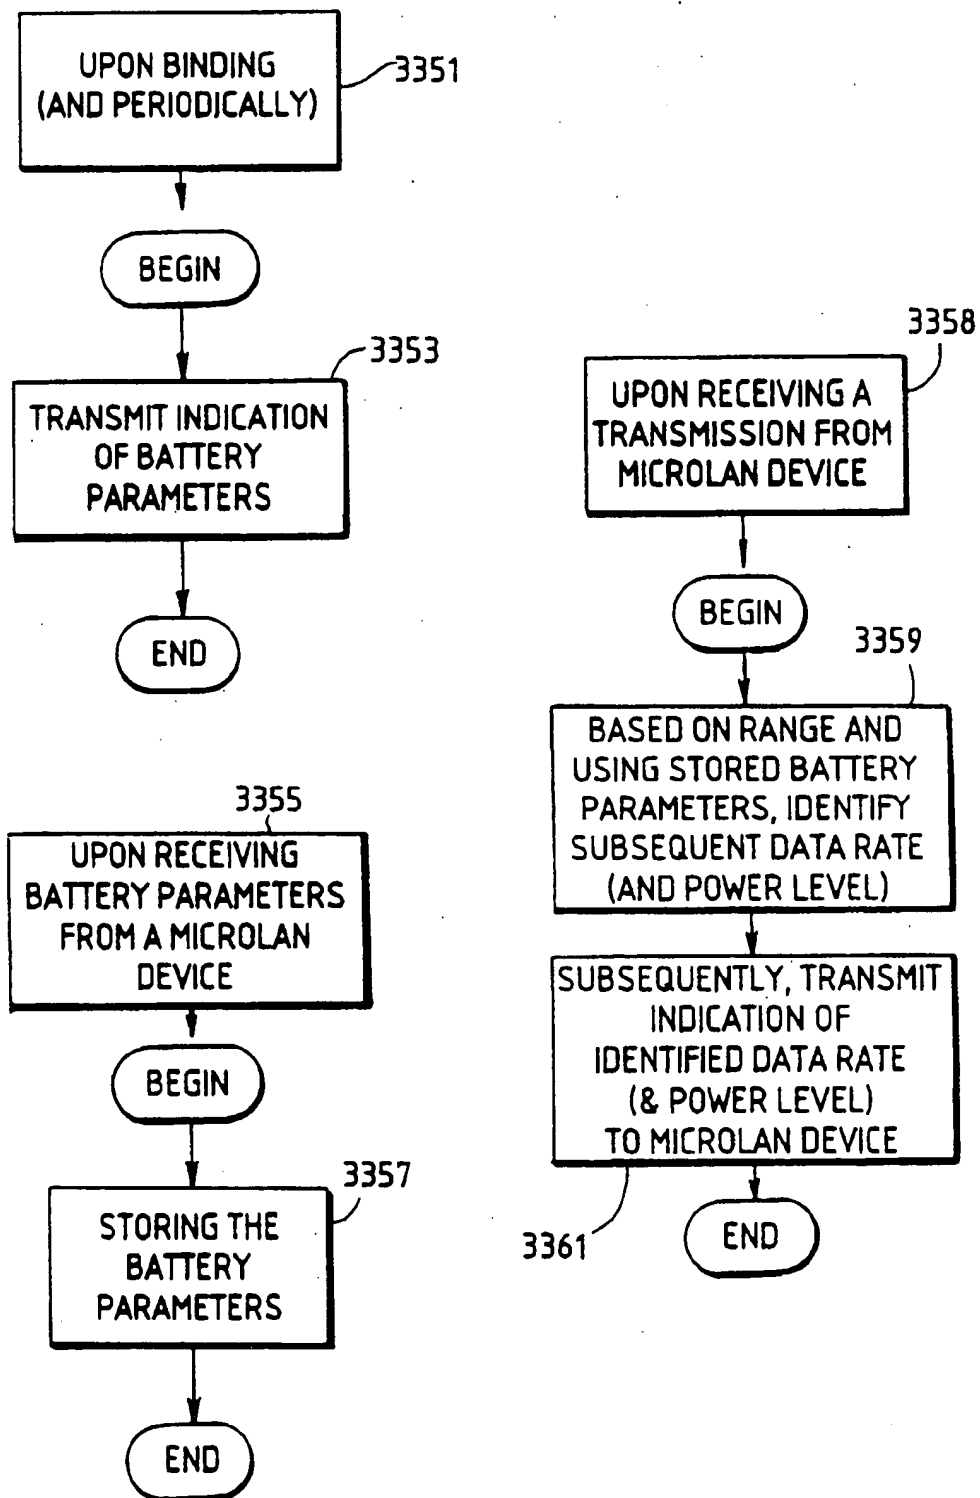 UPON BINDING
(AND PERIODICALLY)
3351
BEGIN
3353
TRANSMIT INDICATION
OF BATTERY
PARAMETERS
END
3355
UPON RECEIVING
BATTERY PARAMETERS
FROM A MICROLAN
DEVICE
BEGIN
3357
STORING THE
BATTERY
PARAMETERS
END
3358
UPON RECEIVING A
TRANSMISSION FROM
MICROLAN DEVICE
BEGIN
3359
BASED ON RANGE AND
USING STORED BATTERY
PARAMETERS, IDENTIFY
SUBSEQUENT DATA RATE
(AND POWER LEVEL)
SUBSEQUENTLY, TRANSMIT
INDICATION OF
IDENTIFIED DATA RATE
(& POWER LEVEL)
TO MICROLAN DEVICE
3361
END